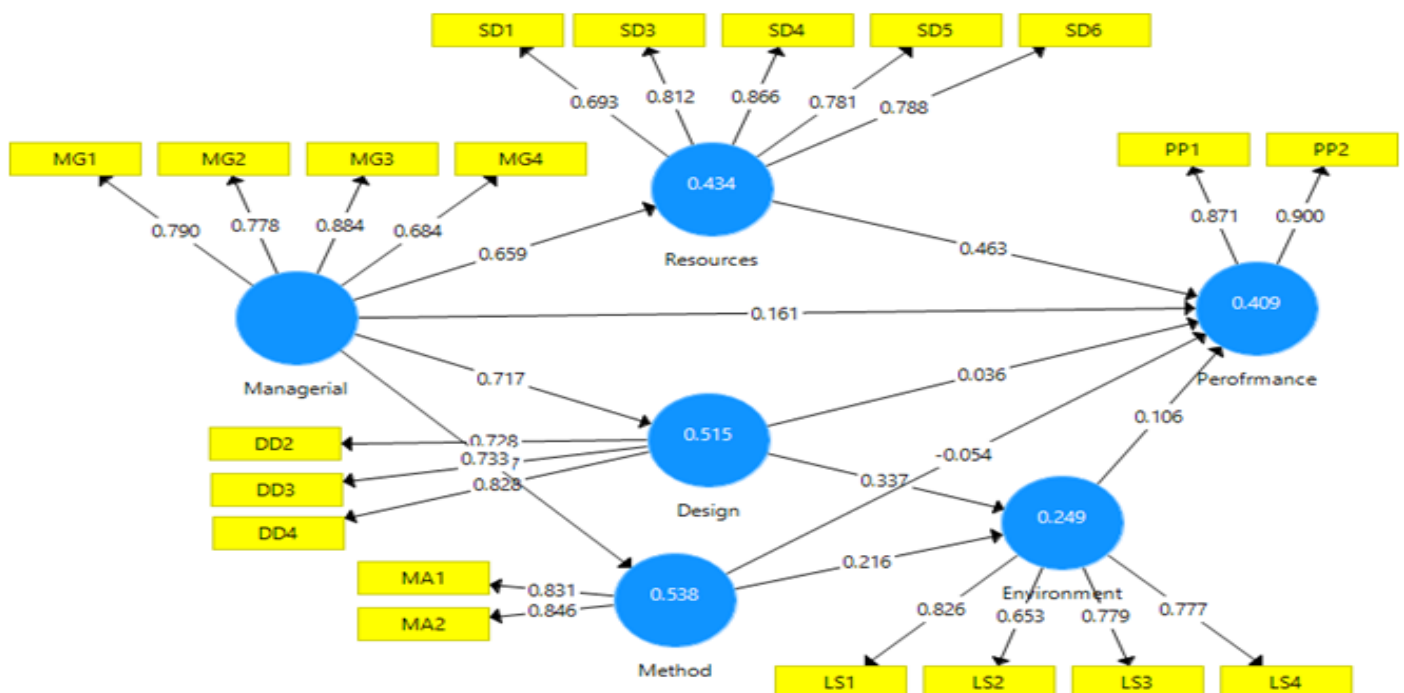 SD1 SD3 SD4 SD5 SD6
0.693 0.812 0.866 0.781 0.788
MG1 MG2 MG3 MG4
0.790 0.778 0.884 0.684
PP1 PP2
0.871 0.900
0.434
Resources
0.659
0.463
0.161
0.409
Perofrmance
Managerial
0.717
0.036
0.106
DD2
DD3
DD4
0.728
0.733
0.828
0.515
Design
-0.054
0.337
0.249
Environment
0.216
MA1
MA2
0.831
0.846
0.538
Method
0.826 0.653 0.779 0.777
LS1 LS2 LS3 LS4